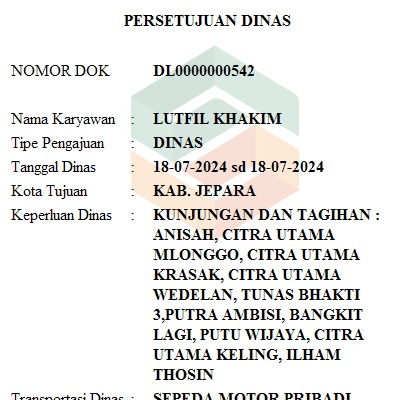 PERSETUJUAN DINAS
NOMOR DOK DL0000000542
Nama Karyawan : LUTFIL KHAKIM
Tipe Pengajuan : DINAS
Tanggal Dinas : 18-07-2024 sd 18-07-2024
Kota Tujuan : KAB. JEPARA
Keperluan Dinas : KUNJUNGAN DAN TAGIHAN :
ANISAH, CITRA UTAMA
MLONGGO, CITRA UTAMA
KRASAK, CITRA UTAMA
WEDELAN, TUNAS BHAKTI
3,PUTRA AMBISI, BANGKIT
LAGI, PUTU WIJAYA, CITRA
UTAMA KELING, ILHAM
THOSIN
Transportasi Dinas : SEPEDA MOTOR PRIBADI